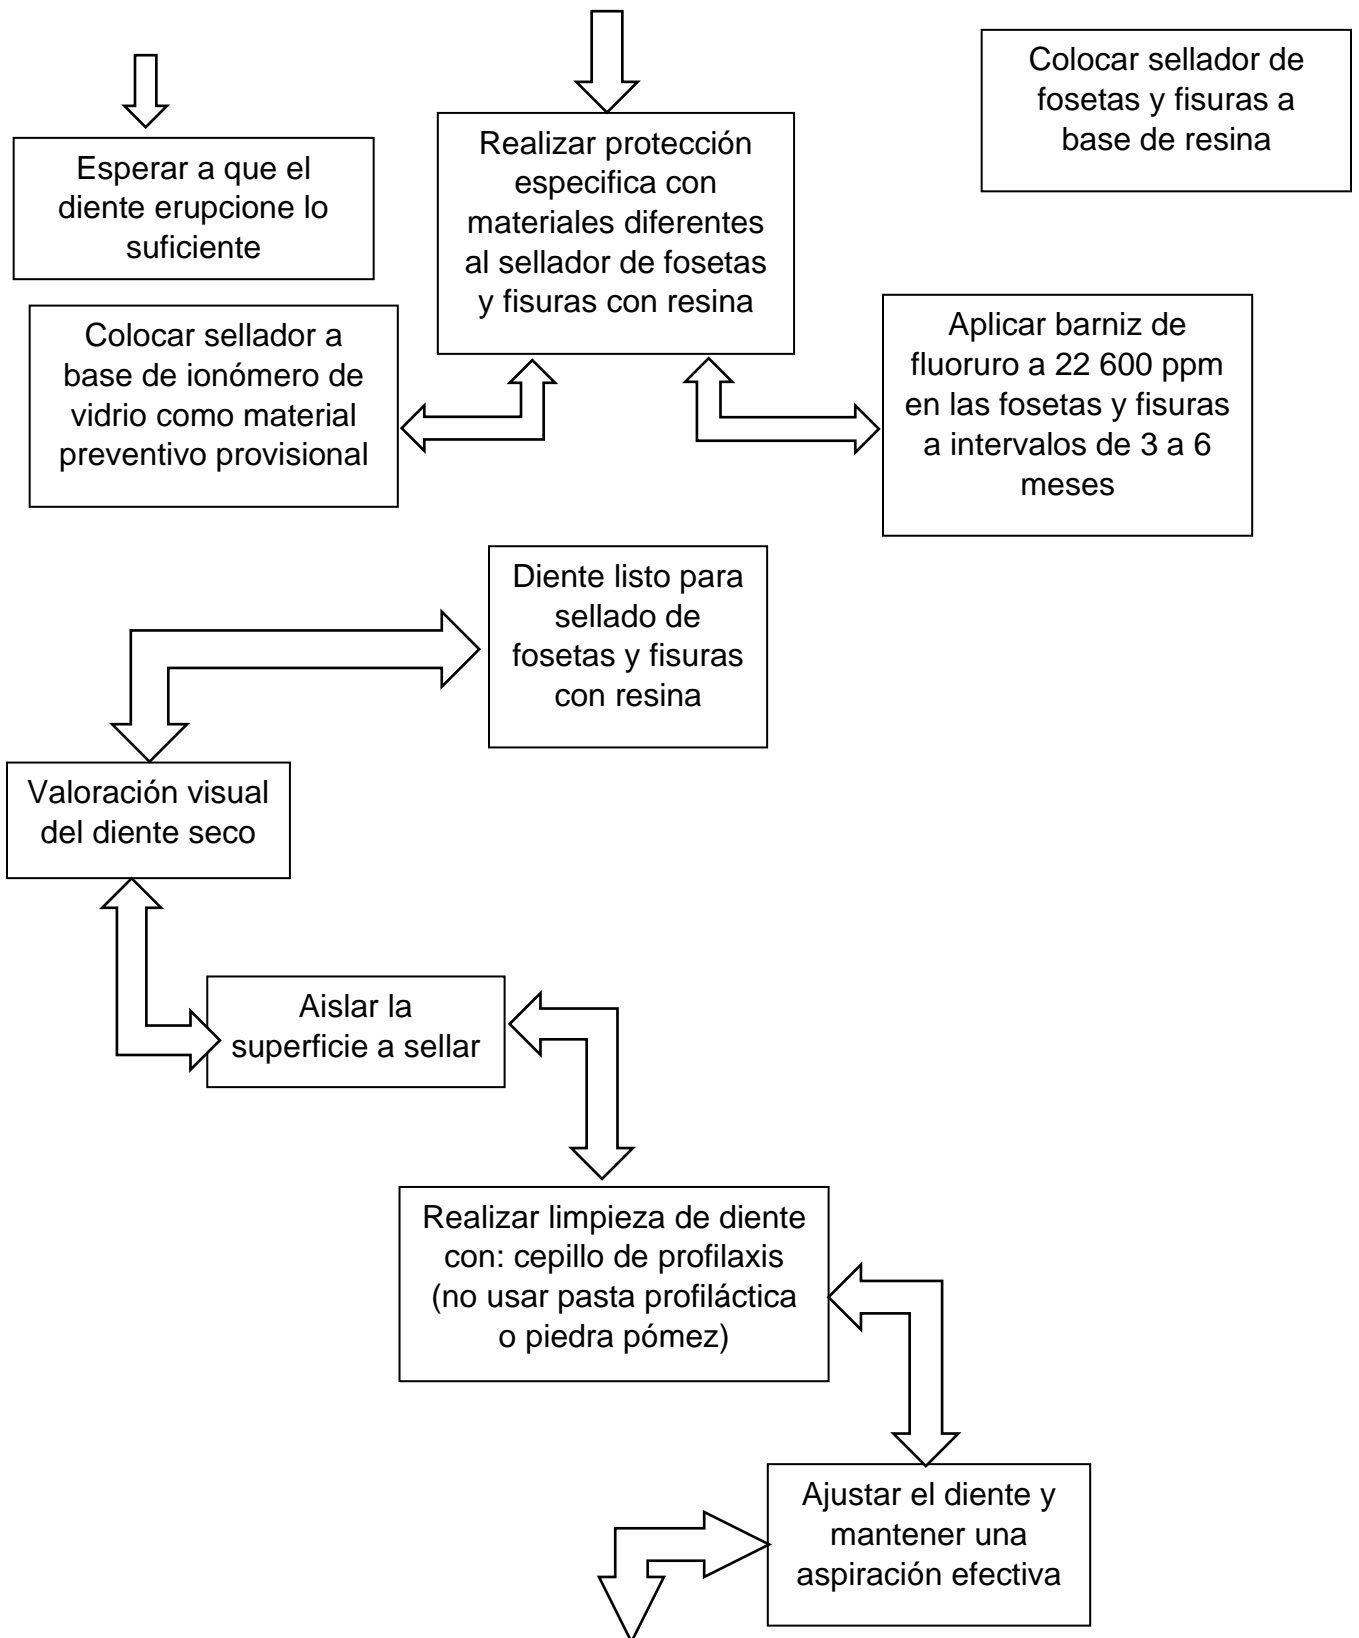 Esperar a que el
diente erupcione lo
suficiente
Realizar protección
especifica con
materiales diferentes
al sellador de fosetas
y fisuras con resina
Colocar sellador de
fosetas y fisuras a
base de resina
Colocar sellador a
base de ionómero de
vidrio como material
preventivo provisional
Aplicar barniz de
fluoruro a 22 600 ppm
en las fosetas y fisuras
a intervalos de 3 a 6
meses
Diente listo para
sellado de
fosetas y fisuras
con resina
Valoración visual
del diente seco
Aislar la
superficie a sellar
Realizar limpieza de diente
con: cepillo de profilaxis
(no usar pasta profiláctica
o piedra pómez)
Ajustar el diente y
mantener una
aspiración efectiva